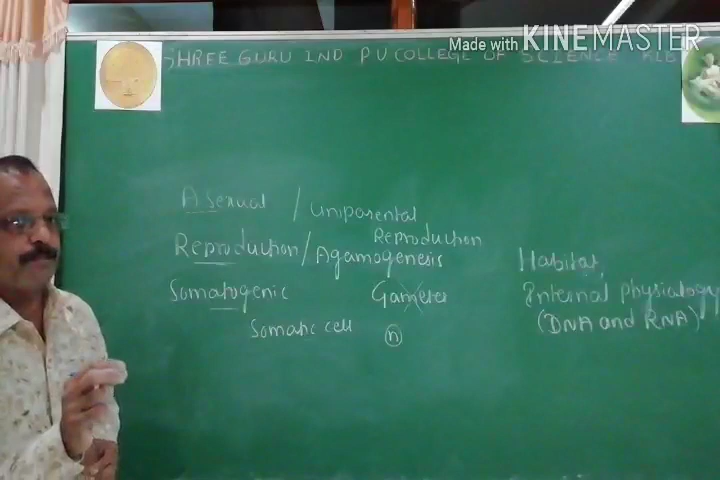 Made with KINEMASTER
SHREE GURU IND PU COLLEGE OF SCIENCE KLB
Asexual / Uniparental
Reproduction
Reproduction / Agamogenesis
Somatogenic Gametes
Somatic cell n
Habitat,
Internal physiology
(DNA and RNA)